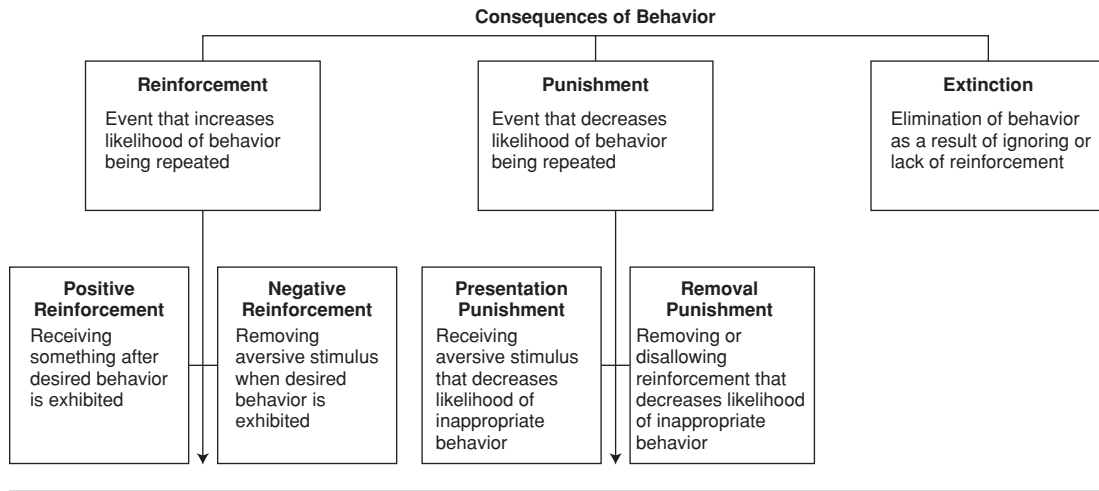 Consequences of Behavior
Reinforcement
Event that increases
likelihood of behavior
being repeated
Punishment
Event that decreases
likelihood of behavior
being repeated
Extinction
Elimination of behavior
as a result of ignoring or
lack of reinforcement
Positive
Reinforcement
Receiving
something after
desired behavior
is exhibited
Negative
Reinforcement
Removing
aversive stimulus
when desired
behavior is
exhibited
Presentation
Punishment
Receiving
aversive stimulus
that decreases
likelihood of
inappropriate
behavior
Removal
Punishment
Removing or
disallowing
reinforcement that
decreases likelihood
of inappropriate
behavior